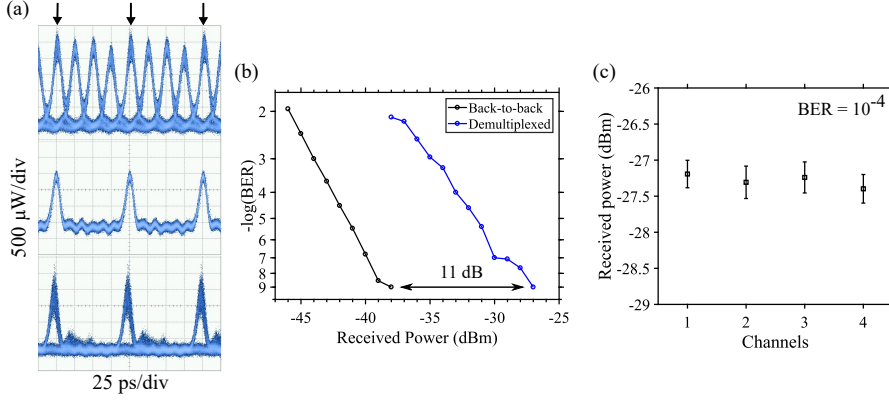 (a)
500 µW/div
25 ps/div
(b)
Back-to-back
Demultiplexed
-log(BER)
2
3
4
5
6
7
8
9
11 dB
-45
-40
-35
-30
-25
Received Power (dBm)
(c)
BER = 10⁻⁴
Received power (dBm)
-26
-26.5
-27
-27.5
-28
-28.5
-29
1
2
3
4
Channels